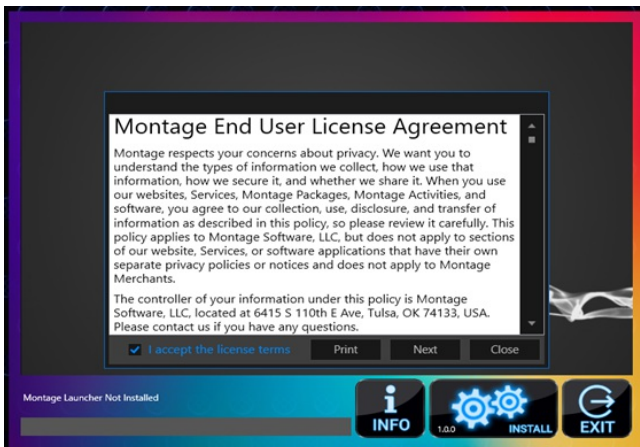 Montage End User License Agreement
Montage respects your concerns about privacy. We want you to
understand the types of information we collect, how we use that
information, how we secure it, and whether we share it. When you use
our websites, Services, Montage Packages, Montage Activities, and
software, you agree to our collection, use, disclosure, and transfer of
information as described in this policy, so please review it carefully. This
policy applies to Montage Software, LLC, but does not apply to sections
of our website, Services, or software applications that have their own
separate privacy policies or notices and does not apply to Montage
Merchants.
The controller of your information under this policy is Montage
Software, LLC, located at 6415 S 110th E Ave, Tulsa, OK 74133, USA.
Please contact us if you have any questions.
I accept the license terms Print Next Close
Montage Launcher Not Installed
INFO
1.0.0 INSTALL
EXIT